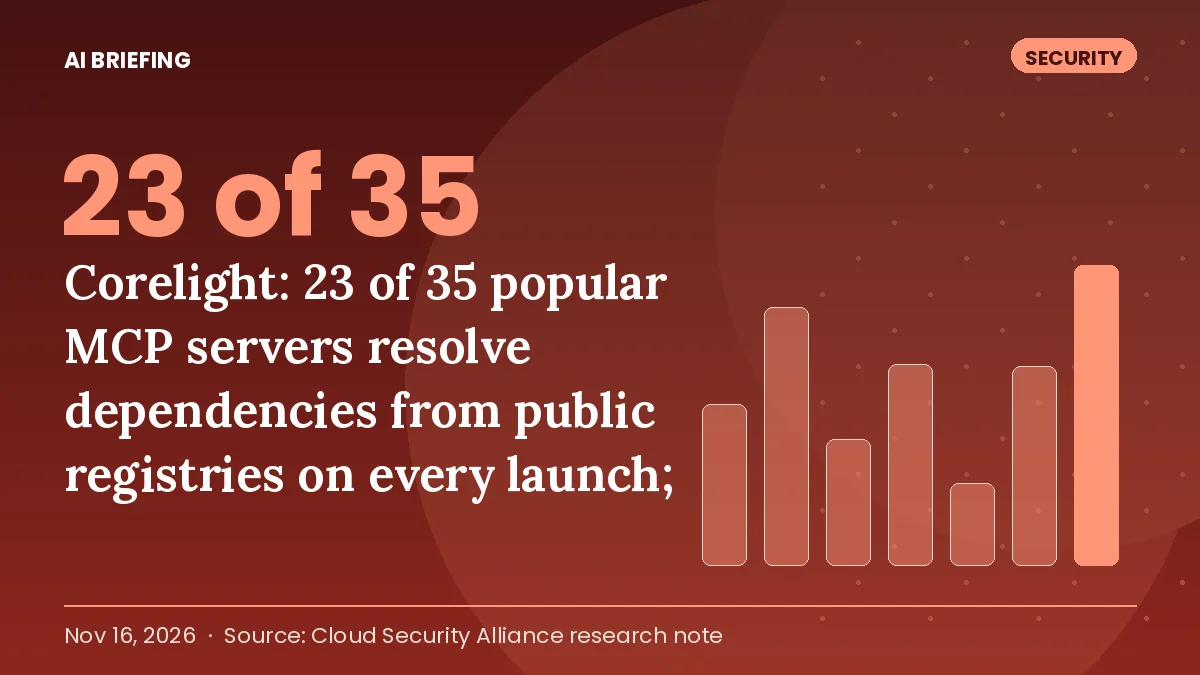 AI BRIEFING
SECURITY
23 of 35
Corelight: 23 of 35 popular
MCP servers resolve
dependencies from public
registries on every launch;
Nov 16, 2026 · Source: Cloud Security Alliance research note